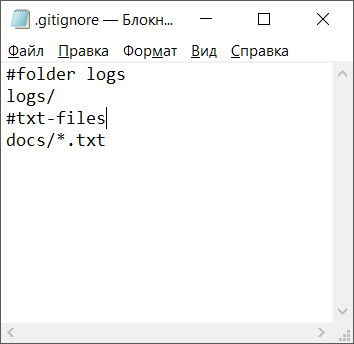 .gitignore — Блокн...
Файл Правка Формат Вид Справка
#folder logs
logs/
#txt-files
docs/*.txt